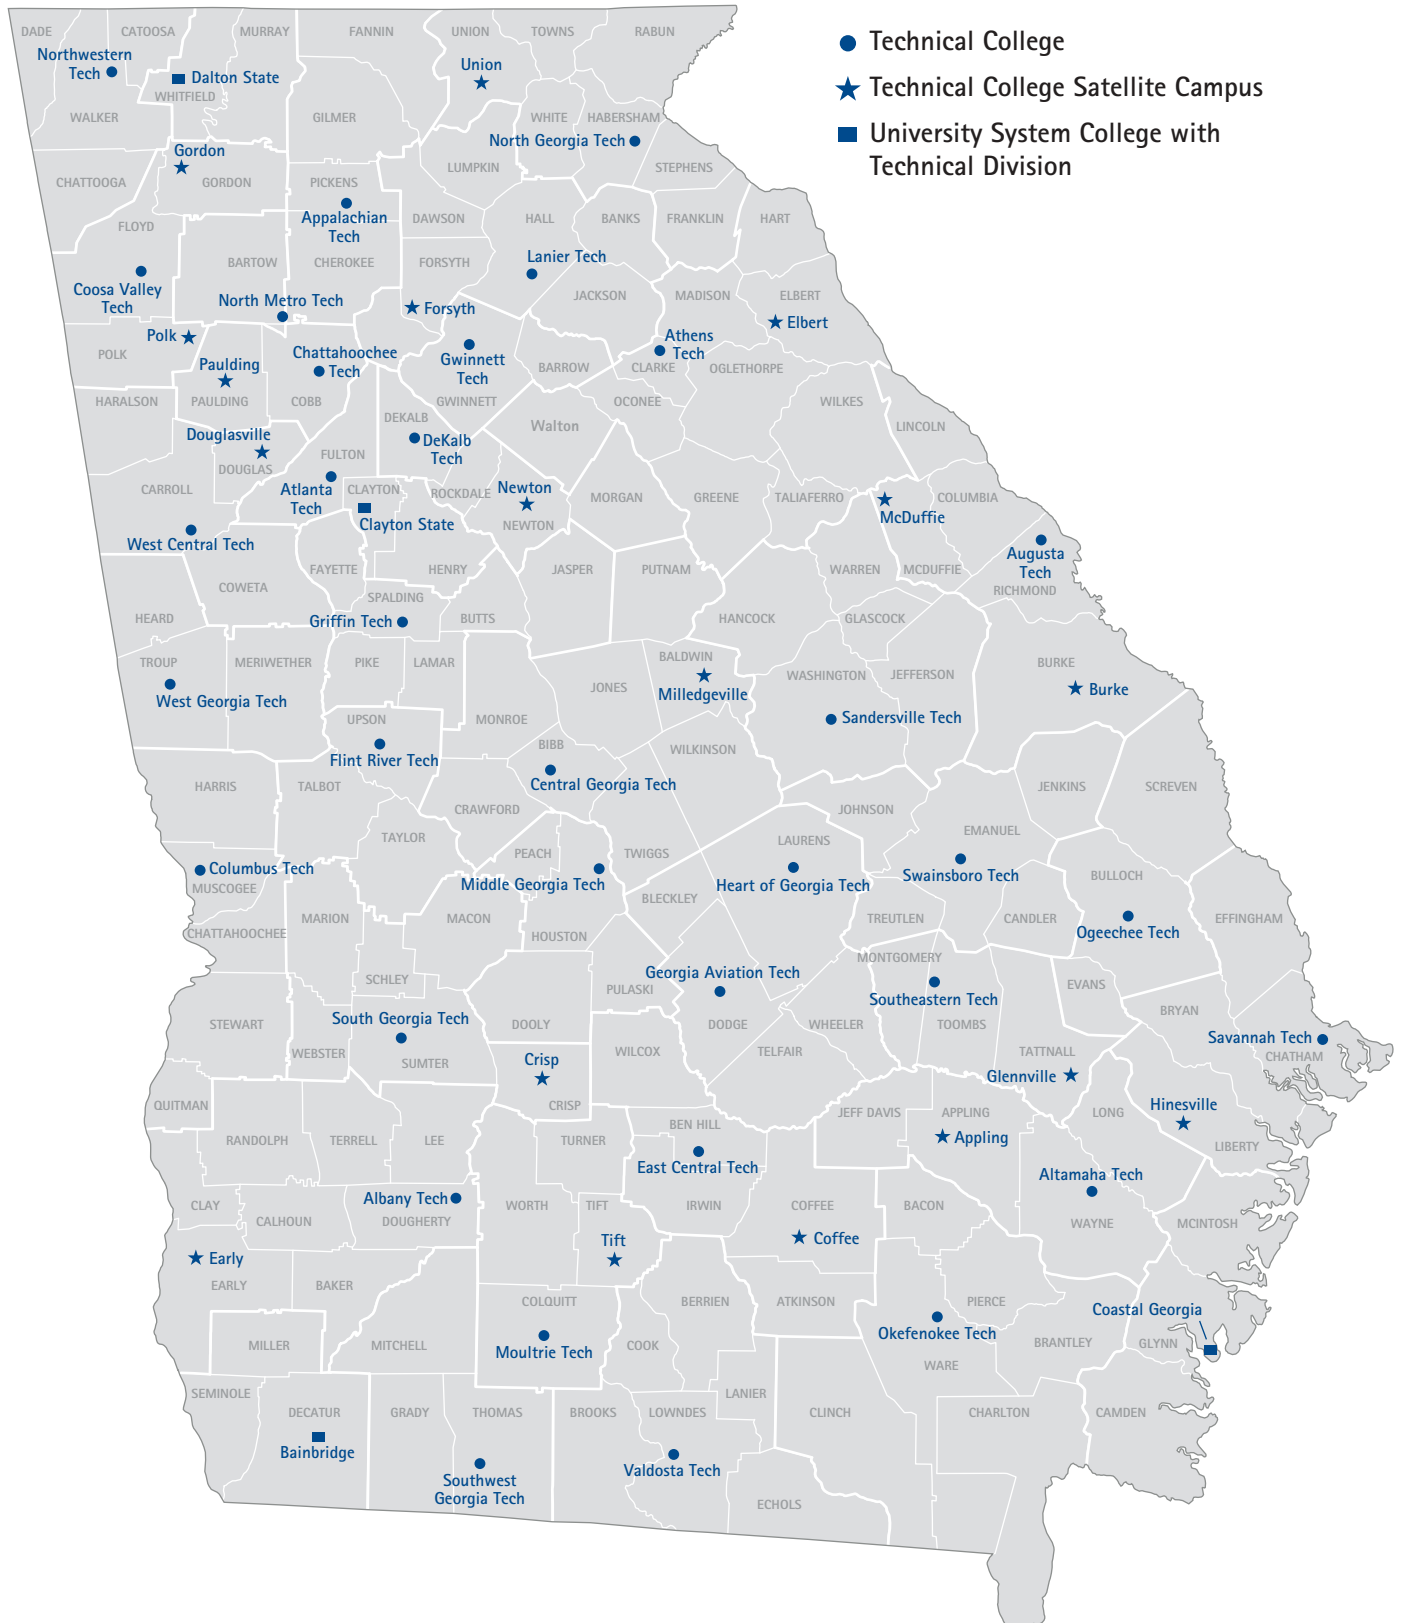 Technical College
Technical College Satellite Campus
University System College with
Technical Division
DADE
CATOOSA
MURRAY
FANNIN
UNION
TOWNS
RABUN
Northwestern
Tech
Dalton State
WHITFIELD
Union
WALKER
GILMER
WHITE
HABERSHAM
North Georgia Tech
Gordon
GORDON
CHATTOOGA
PICKENS
LUMPKIN
STEPHENS
Appalachian
Tech
DAWSON
HALL
BANKS
FRANKLIN
HART
FLOYD
BARTOW
CHEROKEE
FORSYTH
Lanier Tech
Coosa Valley
Tech
North Metro Tech
Forsyth
JACKSON
MADISON
ELBERT
Elbert
Polk
POLK
Paulding
Chattahoochee
Tech
Gwinnett
Tech
Athens
Tech
BARROW
CLARKE
OGLETHORPE
HARALSON
PAULDING
COBB
GWINNETT
OCONEE
WILKES
DEKALB
Walton
LINCOLN
Douglasville
DOUGLAS
FULTON
DeKalb
Tech
CARROLL
Atlanta
Tech
CLAYTON
ROCKDALE
Newton
NEWTON
MORGAN
GREENE
TALIAFERRO
COLUMBIA
McDuffie
Clayton State
West Central Tech
Augusta
Tech
RICHMOND
FAYETTE
HENRY
JASPER
PUTNAM
WARREN
MCDUFFIE
COWETA
SPALDING
HEARD
Griffin Tech
BUTTS
HANCOCK
GLASCOCK
TROUP
MERIWETHER
PIKE
LAMAR
BALDWIN
BURKE
West Georgia Tech
JONES
Milledgeville
WASHINGTON
JEFFERSON
Burke
UPSON
MONROE
Sandersville Tech
Flint River Tech
BIBB
WILKINSON
Central Georgia Tech
HARRIS
TALBOT
JENKINS
SCREVEN
CRAWFORD
JOHNSON
TAYLOR
EMANUEL
PEACH
TWIGGS
LAURENS
Columbus Tech
MUSCOGEE
Middle Georgia Tech
Heart of Georgia Tech
Swainsboro Tech
BULLOCH
BLECKLEY
MARION
MACON
TREUTLEN
CANDLER
EFFINGHAM
CHATTAHOOCHEE
HOUSTON
Ogeechee Tech
MONTGOMERY
SCHLEY
Georgia Aviation Tech
EVANS
PULASKI
Southeastern Tech
BRYAN
STEWART
South Georgia Tech
DOOLY
DODGE
WHEELER
TOOMBS
Savannah Tech
CHATHAM
WEBSTER
SUMTER
Crisp
WILCOX
TELFAIR
TATTNALL
Glennville
QUITMAN
CRISP
Hinesville
BEN HILL
JEFF DAVIS
APPLING
LONG
RANDOLPH
TERRELL
LEE
TURNER
Appling
LIBERTY
East Central Tech
Altamaha Tech
Albany Tech
CLAY
CALHOUN
DOUGHERTY
WORTH
TIFT
IRWIN
COFFEE
BACON
WAYNE
MCINTOSH
Early
Tift
Coffee
EARLY
BAKER
COLQUITT
BERRIEN
ATKINSON
PIERCE
Coastal Georgia
Okefenokee Tech
MILLER
MITCHELL
Moultrie Tech
COOK
BRANTLEY
GLYNN
WARE
SEMINOLE
LANIER
DECATUR
GRADY
THOMAS
BROOKS
LOWNDES
CLINCH
CHARLTON
CAMDEN
Bainbridge
Southwest
Georgia Tech
Valdosta Tech
ECHOLS